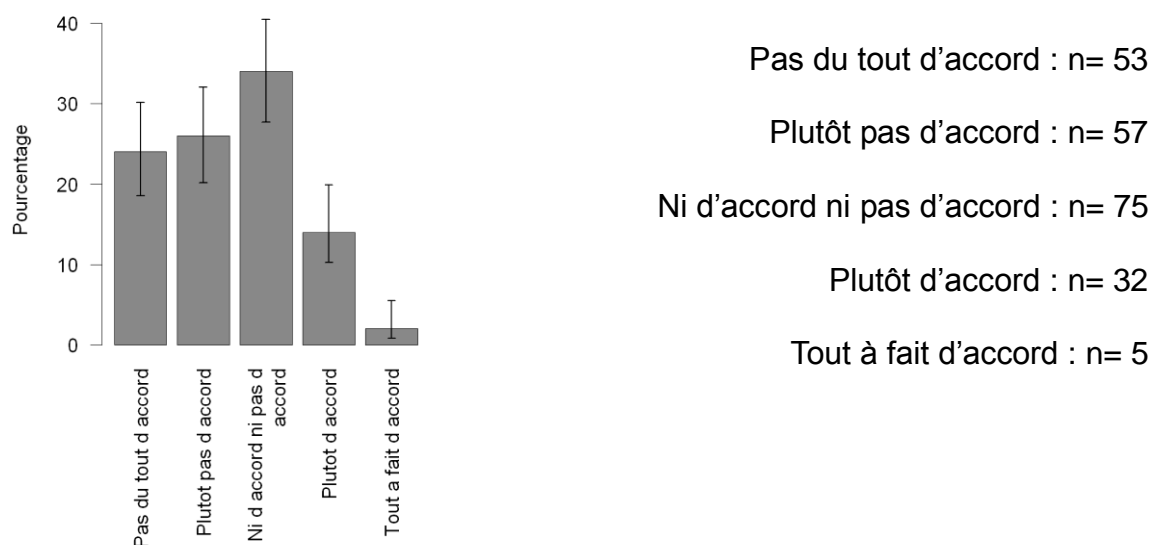 40
30
20
10
0
Pourcentage
Pas du tout d accord
Plutot pas d accord
Ni d accord ni pas d
accord
Plutot d accord
Tout a fait d accord
Pas du tout d’accord : n= 53
Plutôt pas d’accord : n= 57
Ni d’accord ni pas d’accord : n= 75
Plutôt d’accord : n= 32
Tout à fait d’accord : n= 5